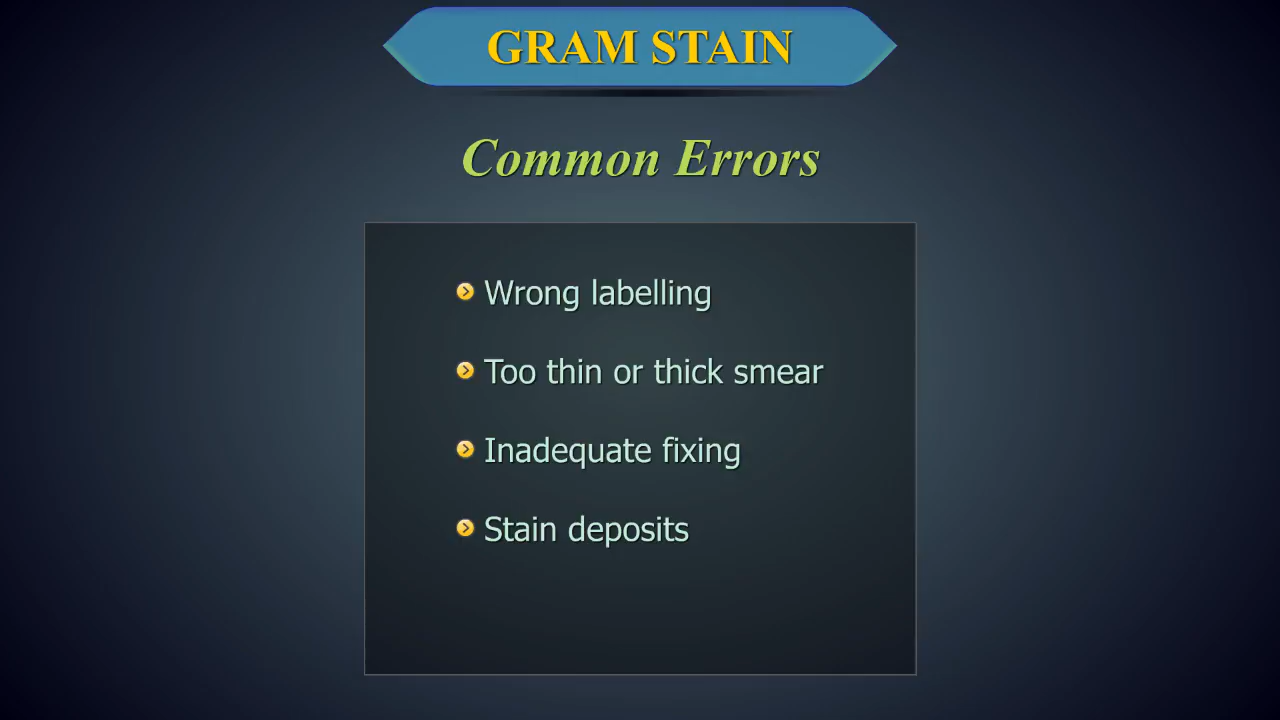 GRAM STAIN
Common Errors
Wrong labelling
Too thin or thick smear
Inadequate fixing
Stain deposits